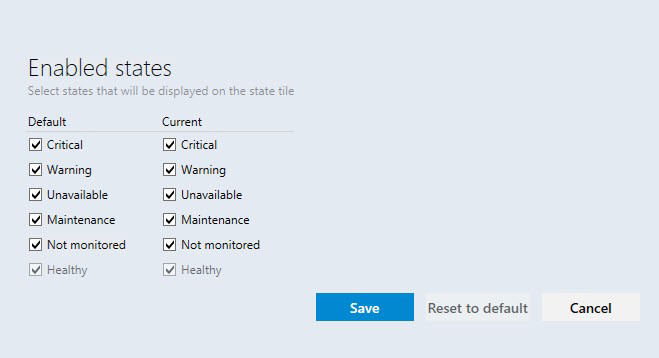 Enabled states
Select states that will be displayed on the state tile
Default Current
Critical Critical
Warning Warning
Unavailable Unavailable
Maintenance Maintenance
Not monitored Not monitored
Healthy Healthy
Save Reset to default Cancel